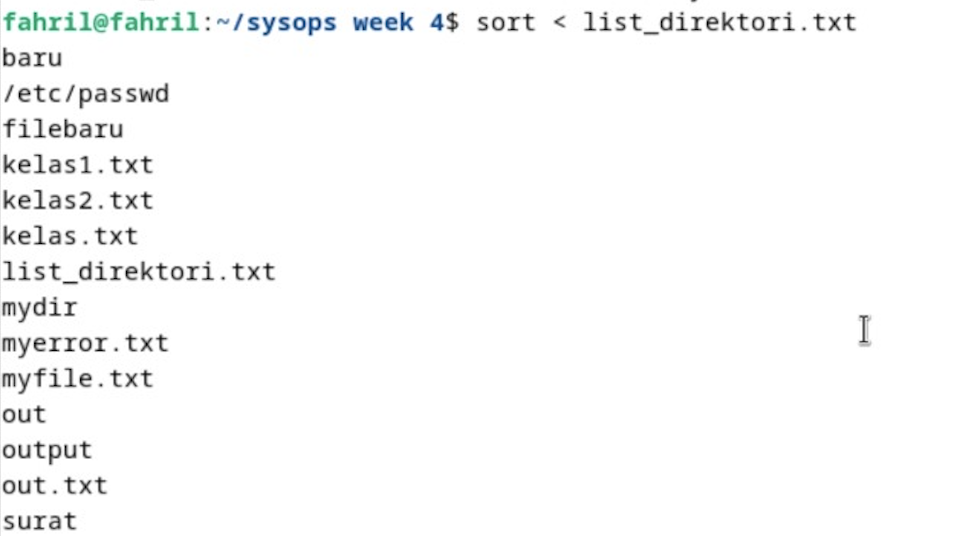 fahril@fahril:~/sysops week 4$ sort < list_direktori.txt
baru
/etc/passwd
filebaru
kelas1.txt
kelas2.txt
kelas.txt
list_direktori.txt
mydir
myerror.txt
myfile.txt
out
output
out.txt
surat